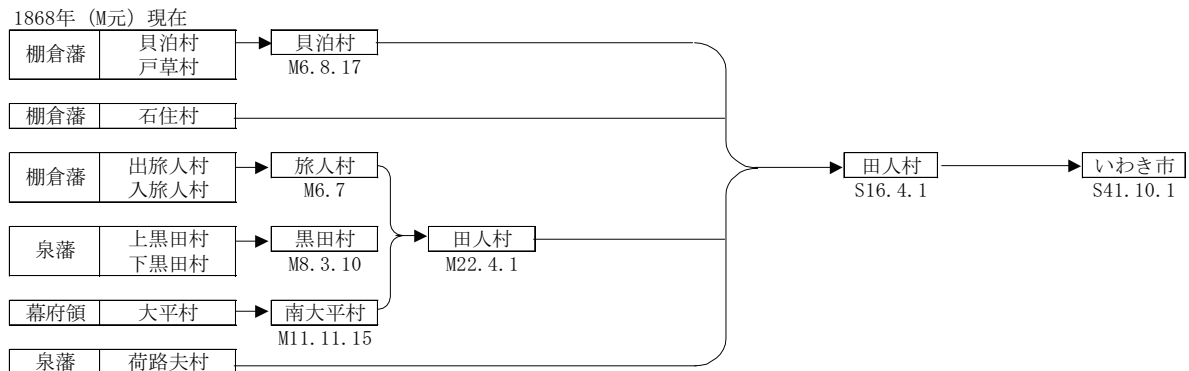 1868年（M元）現在
棚倉藩 貝泊村 貝泊村
戸草村 M6.8.17
棚倉藩 石住村
棚倉藩 出旅人村 旅人村 田人村 いわき市
入旅人村 M6.7 S16.4.1 S41.10.1
泉藩 上黒田村 黒田村 田人村
下黒田村 M8.3.10 M22.4.1
幕府領 大平村 南大平村
M11.11.15
泉藩 荷路夫村